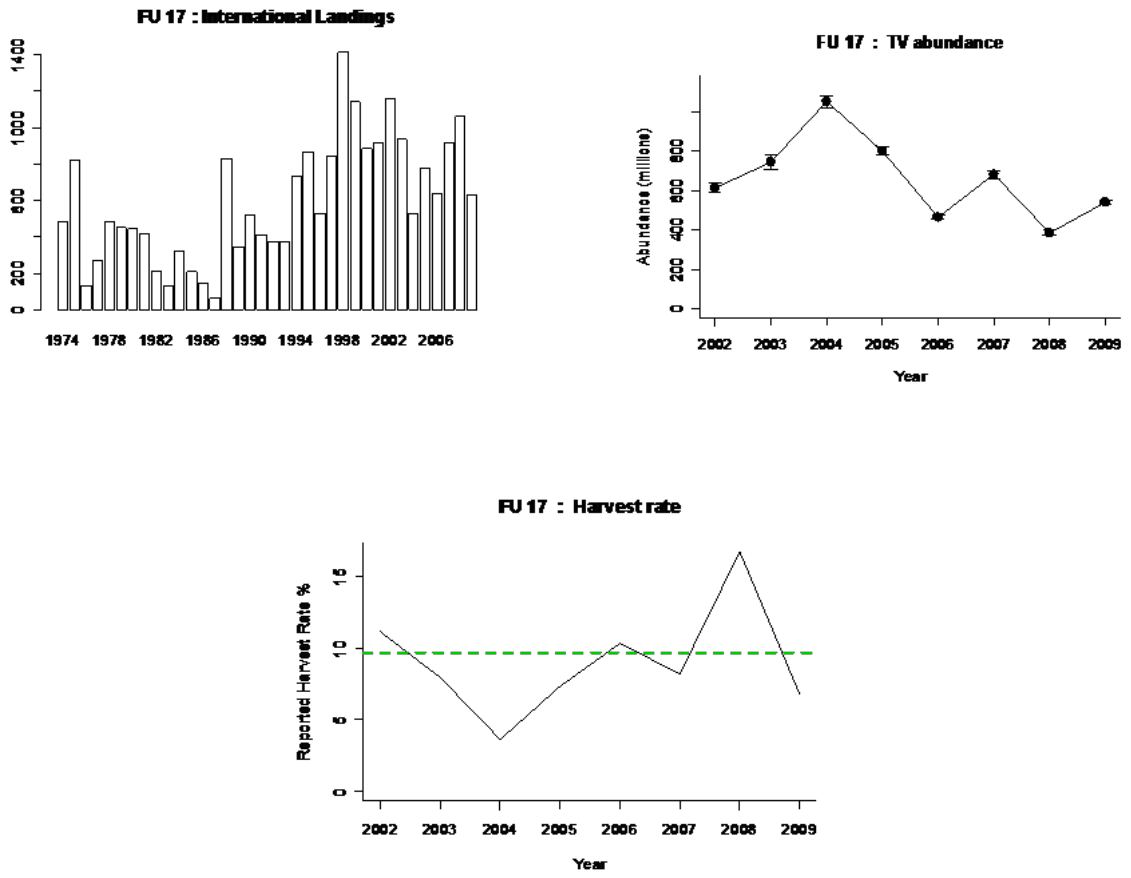 FU 17 : International Landings
1400
1000
600
200
0
1974 1978 1982 1986 1990 1994 1998 2002 2006
FU 17 : TV abundance
Abundance (millions)
800
600
400
200
0
2002 2003 2004 2005 2006 2007 2008 2009
Year
FU 17 : Harvest rate
Reported Harvest Rate %
15
10
5
0
2002 2003 2004 2005 2006 2007 2008 2009
Year